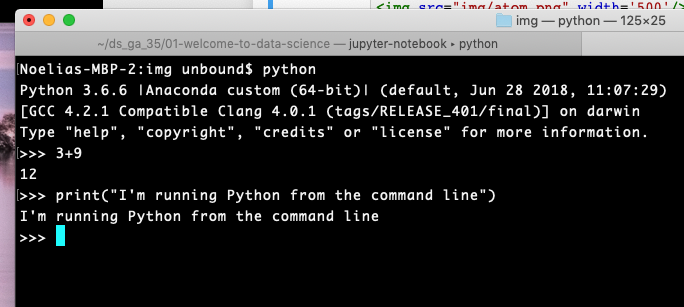 <img src="img/atom.png" width='500'/>
img — python — 125×25
~/ds_ga_35/01-welcome-to-data-science — jupyter-notebook ▸ python
[Noelias-MBP-2:img unbound$ python
Python 3.6.6 |Anaconda custom (64-bit)| (default, Jun 28 2018, 11:07:29)
[GCC 4.2.1 Compatible Clang 4.0.1 (tags/RELEASE_401/final)] on darwin
Type "help", "copyright", "credits" or "license" for more information.
[>>> 3+9
12
[>>> print("I'm running Python from the command line")
I'm running Python from the command line
>>>